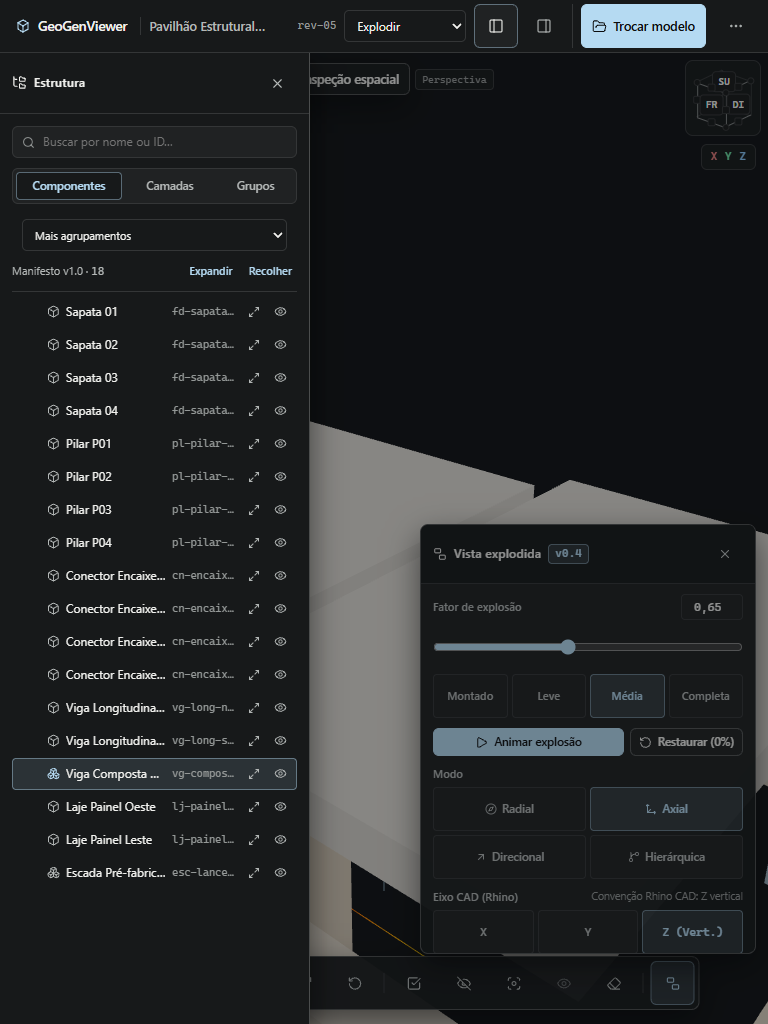 GeoGenViewer
Pavilhão Estrutural...
rev-05
Explodir
Trocar modelo
Estrutura
speção espacial
Perspectiva
SU
FR
DI
X Y Z
Buscar por nome ou ID...
Componentes
Camadas
Grupos
Mais agrupamentos
Manifesto v1.0 · 18
Expandir
Recolher
Sapata 01 fd-sapata…
Sapata 02 fd-sapata…
Sapata 03 fd-sapata…
Sapata 04 fd-sapata…
Pilar P01 pl-pilar-…
Pilar P02 pl-pilar-…
Pilar P03 pl-pilar-…
Pilar P04 pl-pilar-…
Conector Encaixe... cn-encaix…
Conector Encaixe... cn-encaix…
Conector Encaixe... cn-encaix…
Conector Encaixe... cn-encaix…
Viga Longitudina... vg-long-n…
Viga Longitudina... vg-long-s…
Viga Composta ... vg-compos…
Laje Painel Oeste lj-painel…
Laje Painel Leste lj-painel…
Escada Pré-fabric... esc-lance…
Vista explodida
v0.4
Fator de explosão
0,65
Montado
Leve
Média
Completa
Animar explosão
Restaurar (0%)
Modo
Radial
Axial
Direcional
Hierárquica
Eixo CAD (Rhino)
Convenção Rhino CAD: Z vertical
X
Y
Z (Vert.)